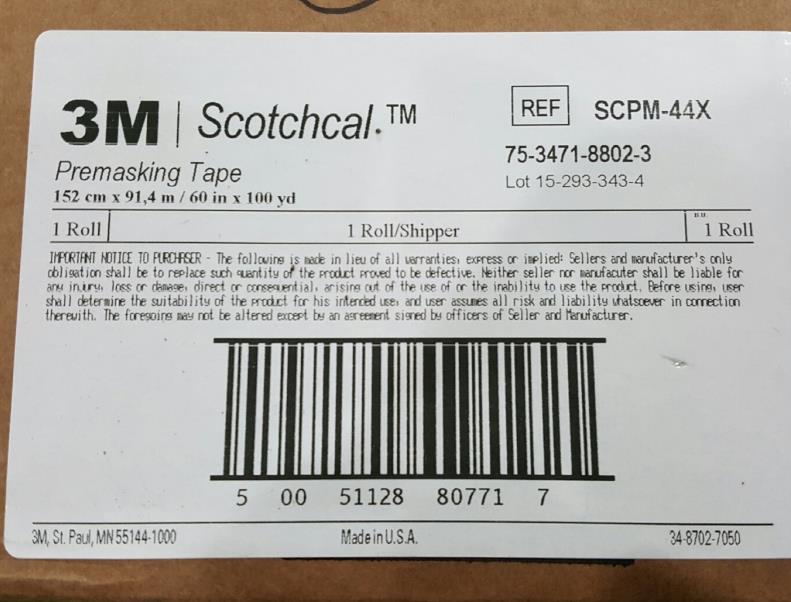 3M | Scotchcal.™
REF SCPM-44X
75-3471-8802-3
Lot 15-293-343-4
Premasking Tape
152 cm x 91,4 m / 60 in x 100 yd
1 Roll 1 Roll/Shipper 1 Roll
IMPORTANT NOTICE TO PURCHASER - The following is made in lieu of all warranties, express or implied: Sellers and manufacturer's only
obligation shall be to replace such quantity of the product proved to be defective. Neither seller nor manufacuter shall be liable for
any injury, loss or damage, direct or consequential, arising out of the use of or the inability to use the product. Before using, user
shall determine the suitability of the product for his intended use, and user assumes all risk and liability whatsoever in connection
therewith. The foregoing may not be altered except by an agreement signed by officers of Seller and Manufacturer.
5 00 51128 80771 7
3M, St. Paul, MN 55144-1000 Made in U.S.A. 34-8702-7050